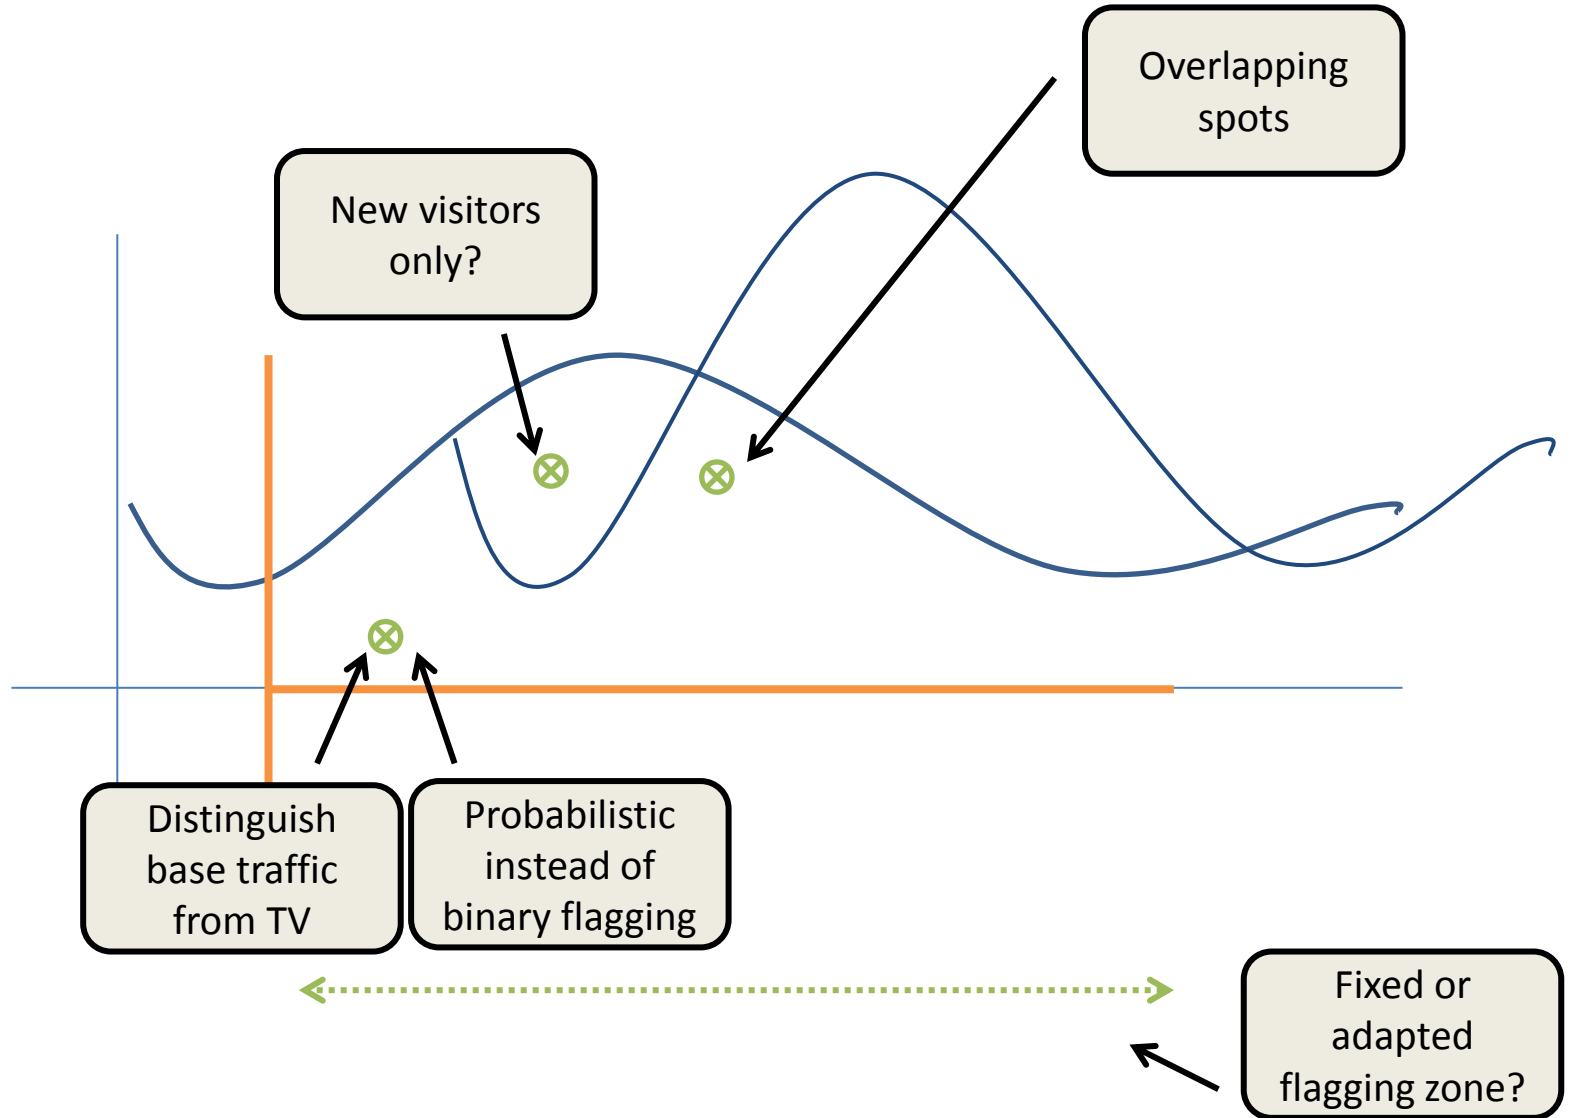 Overlapping
spots
New visitors
only?
Distinguish
base traffic
from TV
Probabilistic
instead of
binary flagging
Fixed or
adapted
flagging zone?